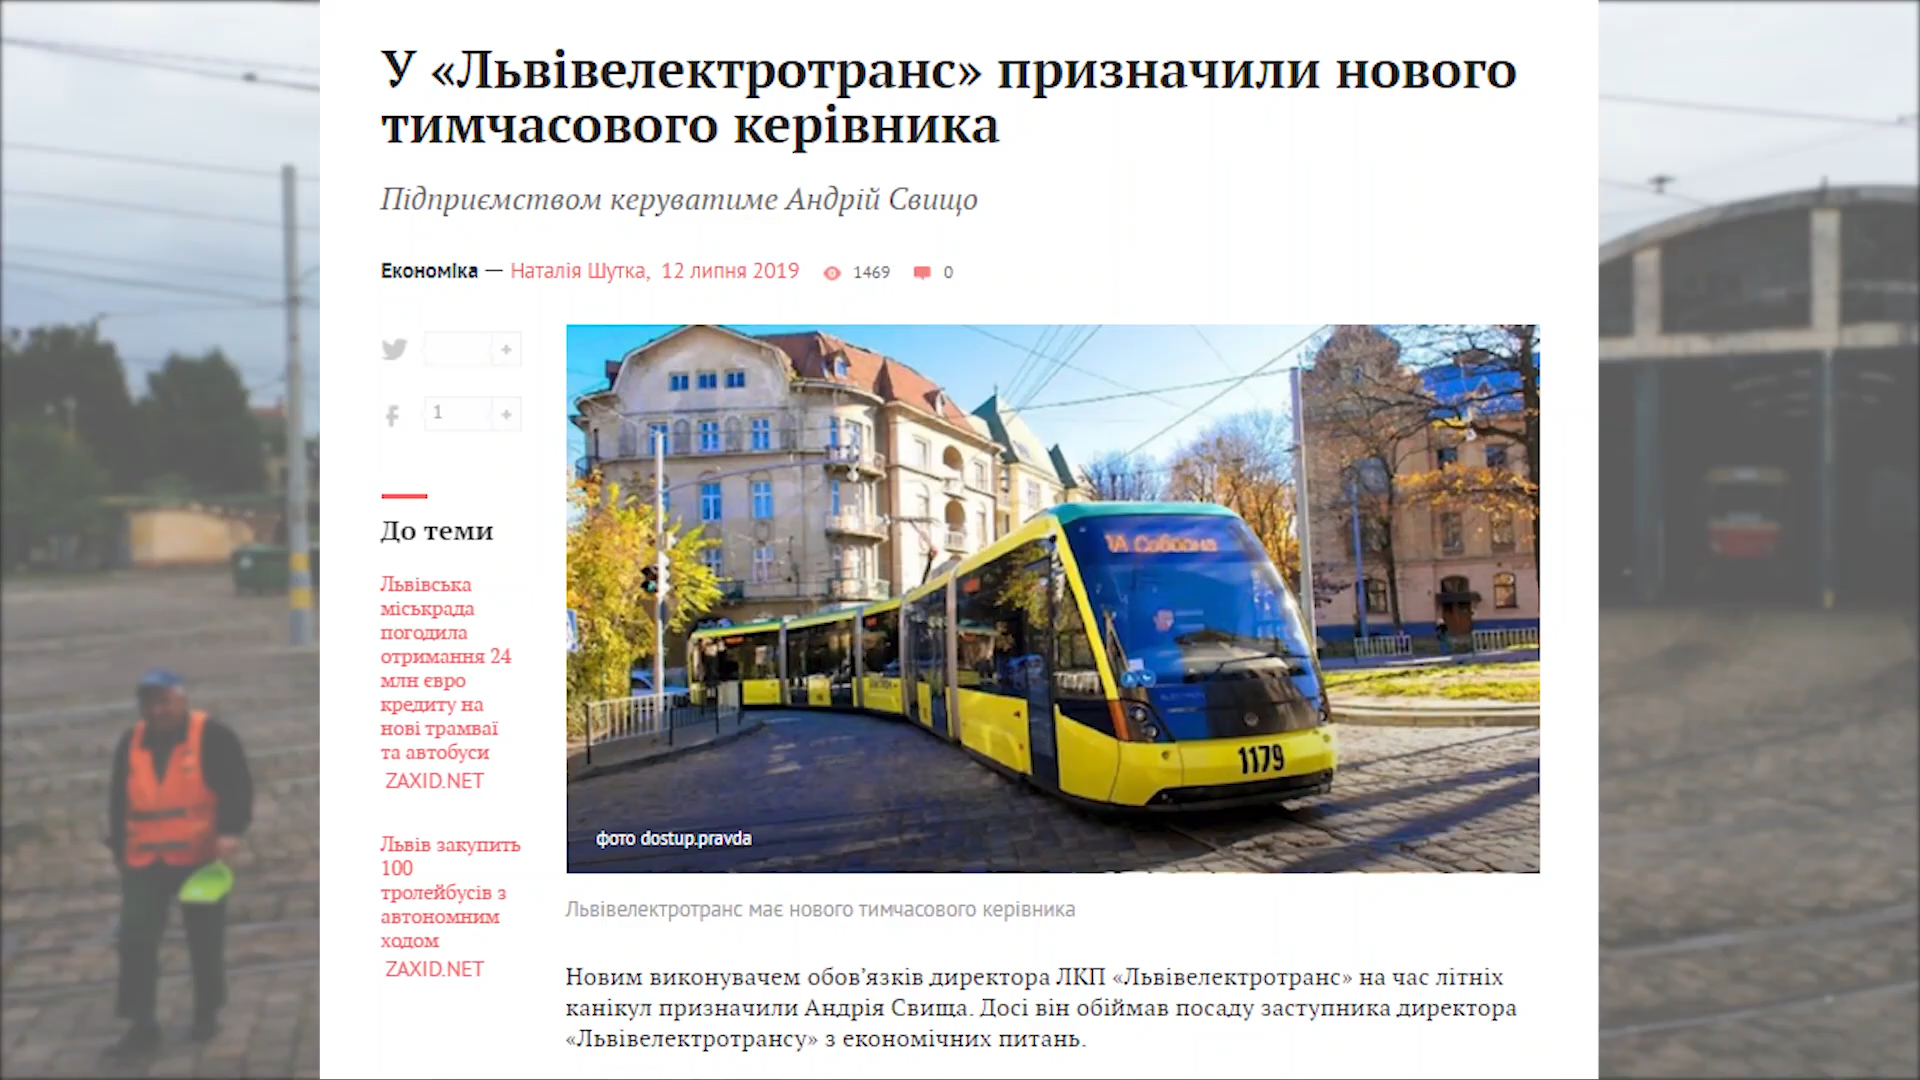 У «Львівелектротранс» призначили нового
тимчасового керівника
Підприємством керуватиме Андрій Свищо
Економіка — Наталія Шутка, 12 липня 2019 1469 0
+
1 +
До теми
Львівська
міськрада
погодила
отримання 24
млн євро
кредиту на
нові трамваї
та автобуси
ZAXID.NET
Львів закупить
100
тролейбусів з
автономним
ходом
ZAXID.NET
1А Соборна
1179
фото dostup.pravda
Львівелектротранс має нового тимчасового керівника
Новим виконувачем обов’язків директора ЛКП «Львівелектротранс» на час літніх
канікул призначили Андрія Свища. Досі він обіймав посаду заступника директора
«Львівелектротрансу» з економічних питань.